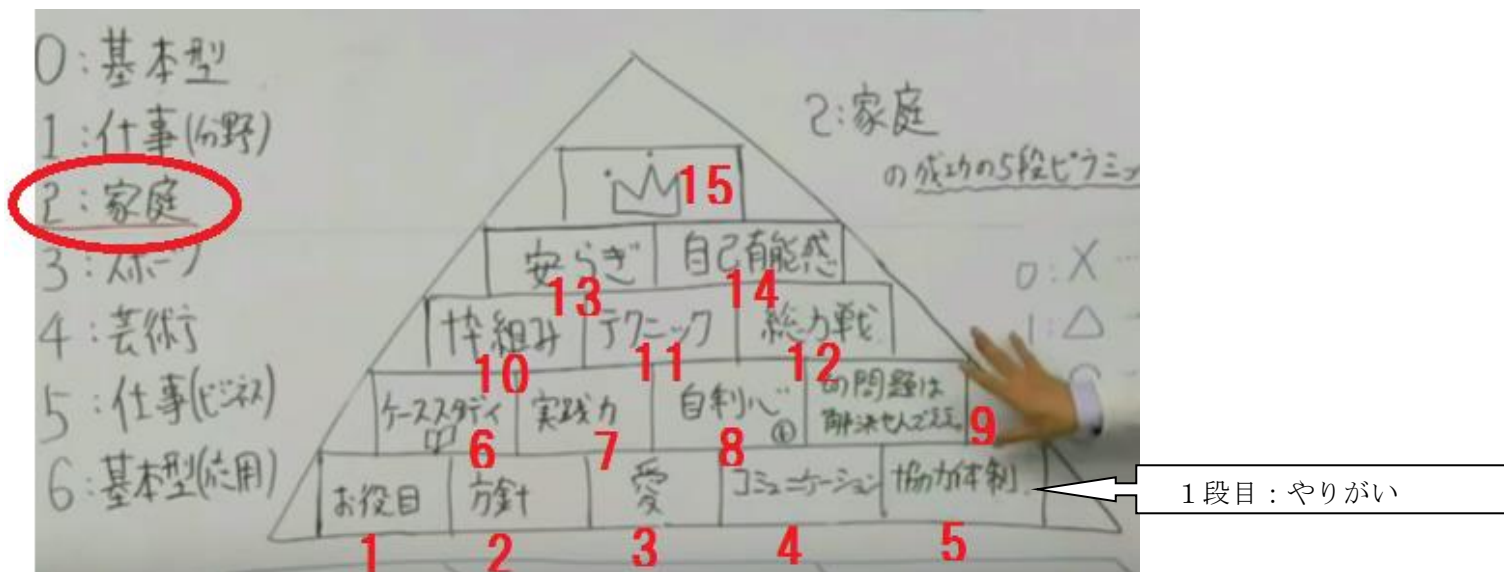 0:基本型
1:仕事(分野)
2:家庭
3:スポーツ
4:芸術
5:仕事(ビジネス)
6:基本型(応用)
2:家庭
の成功の5段ピラミッ
15
安らぎ 自己有能感
13 14
枠組み テクニック 総力戦
10 11 12
ケーススタディ 実践力 自利心 の問題は
解決せんでええ。
6 7 8 9
お役目 方針 愛 コミュニケーション 協力体制
1 2 3 4 5
0:X
1:△
1段目:やりがい